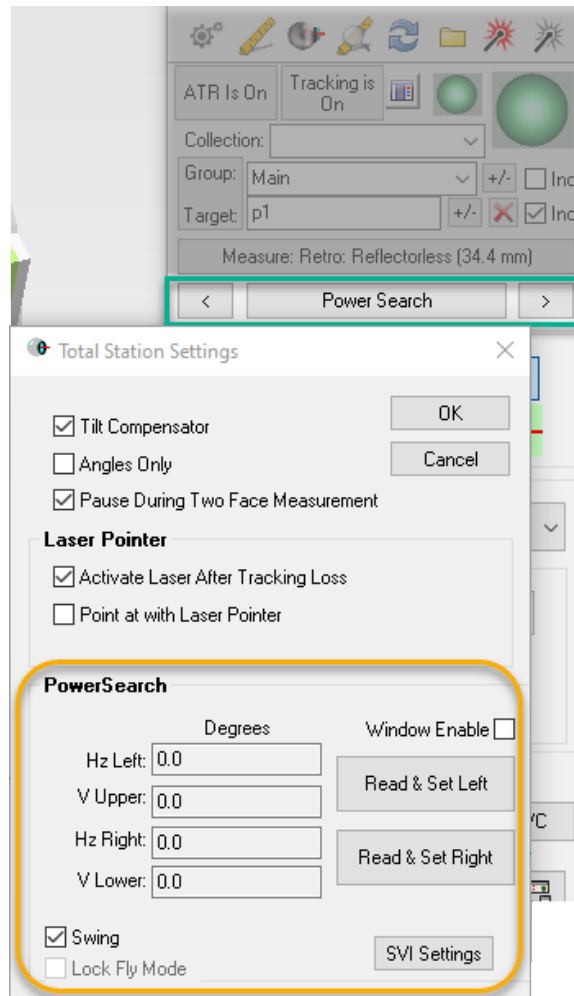 ATR Is On
Tracking is
On
Collection:
Group: Main +/-
Target: p1 +/-
Measure: Retro: Reflectorless (34.4 mm)
< Power Search >
Total Station Settings
Tilt Compensator
OK
Angles Only
Cancel
Pause During Two Face Measurement
Laser Pointer
Activate Laser After Tracking Loss
Point at with Laser Pointer
PowerSearch
Degrees
Window Enable
Hz Left: 0.0
Read & Set Left
V Upper: 0.0
Hz Right: 0.0
Read & Set Right
V Lower: 0.0
Swing
SVI Settings
Lock Fly Mode